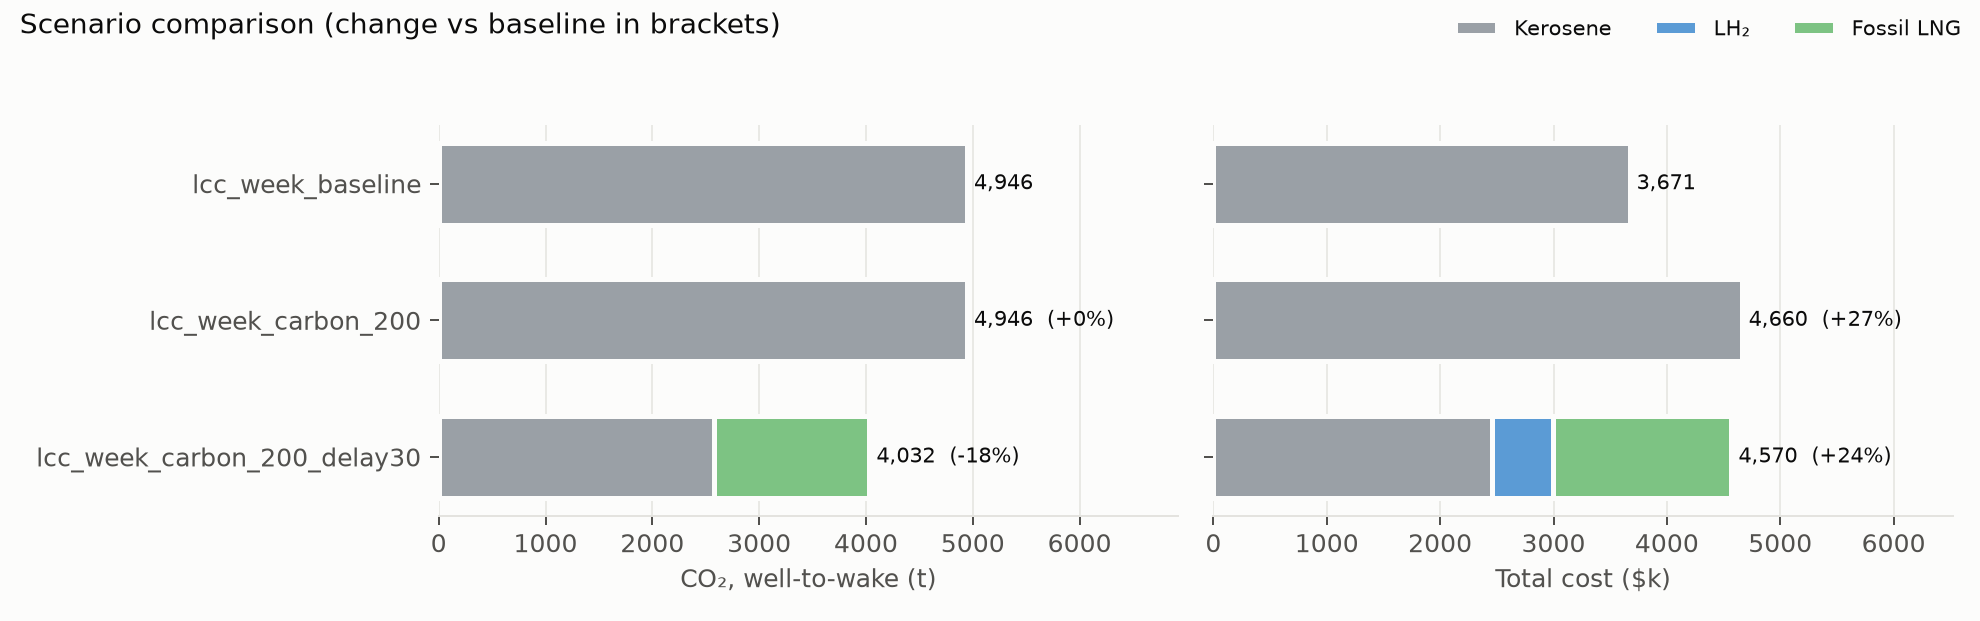 Scenario comparison (change vs baseline in brackets)
Kerosene
LH₂
Fossil LNG
lcc_week_baseline
4,946
3,671
lcc_week_carbon_200
4,946 (+0%)
4,660 (+27%)
lcc_week_carbon_200_delay30
4,032 (-18%)
4,570 (+24%)
0 1000 2000 3000 4000 5000 6000
0 1000 2000 3000 4000 5000 6000
CO₂, well-to-wake (t)
Total cost ($k)